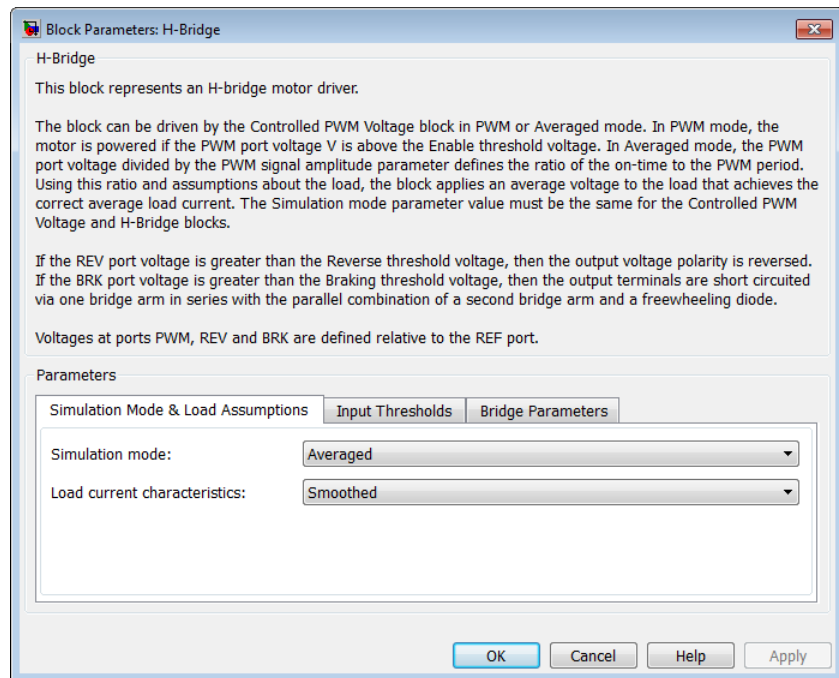 Block Parameters: H-Bridge
H-Bridge
This block represents an H-bridge motor driver.
The block can be driven by the Controlled PWM Voltage block in PWM or Averaged mode. In PWM mode, the
motor is powered if the PWM port voltage V is above the Enable threshold voltage. In Averaged mode, the PWM
port voltage divided by the PWM signal amplitude parameter defines the ratio of the on-time to the PWM period.
Using this ratio and assumptions about the load, the block applies an average voltage to the load that achieves the
correct average load current. The Simulation mode parameter value must be the same for the Controlled PWM
Voltage and H-Bridge blocks.
If the REV port voltage is greater than the Reverse threshold voltage, then the output voltage polarity is reversed.
If the BRK port voltage is greater than the Braking threshold voltage, then the output terminals are short circuited
via one bridge arm in series with the parallel combination of a second bridge arm and a freewheeling diode.
Voltages at ports PWM, REV and BRK are defined relative to the REF port.
Parameters
Simulation Mode & Load Assumptions Input Thresholds Bridge Parameters
Simulation mode: Averaged
Load current characteristics: Smoothed
OK Cancel Help Apply